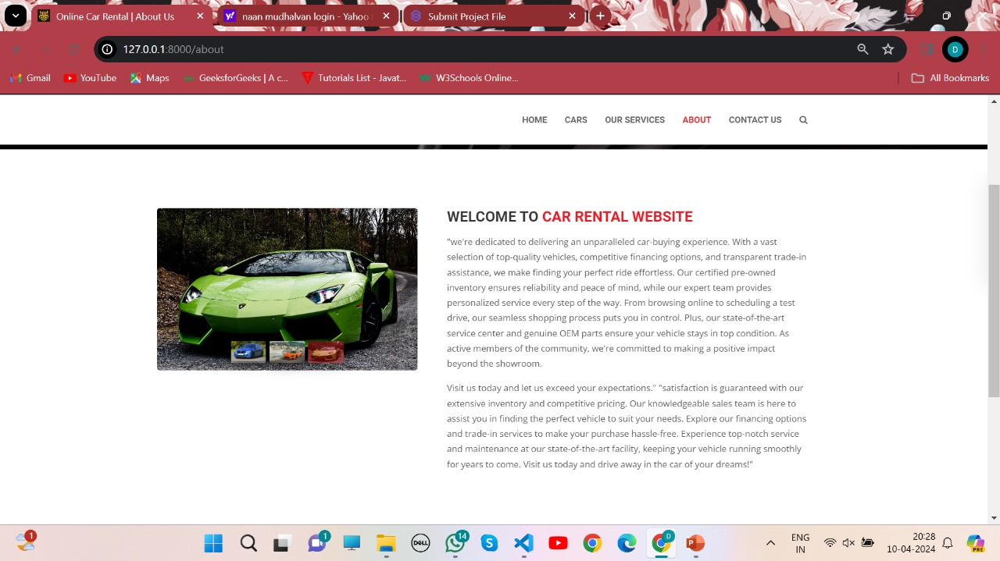 Online Car Rental | About Us
naan mudhalvan login - Yahoo
Submit Project File
127.0.0.1:8000/about
D
Gmail
YouTube
Maps
GeeksforGeeks | A c...
Tutorials List - Javat...
W3Schools Online...
All Bookmarks
HOME CARS OUR SERVICES ABOUT CONTACT US
WELCOME TO CAR RENTAL WEBSITE
"we're dedicated to delivering an unparalleled car-buying experience. With a vast
selection of top-quality vehicles, competitive financing options, and transparent trade-in
assistance, we make finding your perfect ride effortless. Our certified pre-owned
inventory ensures reliability and peace of mind, while our expert team provides
personalized service every step of the way. From browsing online to scheduling a test
drive, our seamless shopping process puts you in control. Plus, our state-of-the-art
service center and genuine OEM parts ensure your vehicle stays in top condition. As
active members of the community, we're committed to making a positive impact
beyond the showroom.
Visit us today and let us exceed your expectations." "satisfaction is guaranteed with our
extensive inventory and competitive pricing. Our knowledgeable sales team is here to
assist you in finding the perfect vehicle to suit your needs. Explore our financing options
and trade-in services to make your purchase hassle-free. Experience top-notch service
and maintenance at our state-of-the-art facility, keeping your vehicle running smoothly
for years to come. Visit us today and drive away in the car of your dreams!"
1
1
DELL
14
D
ENG
IN
20:28
10-04-2024
PRE